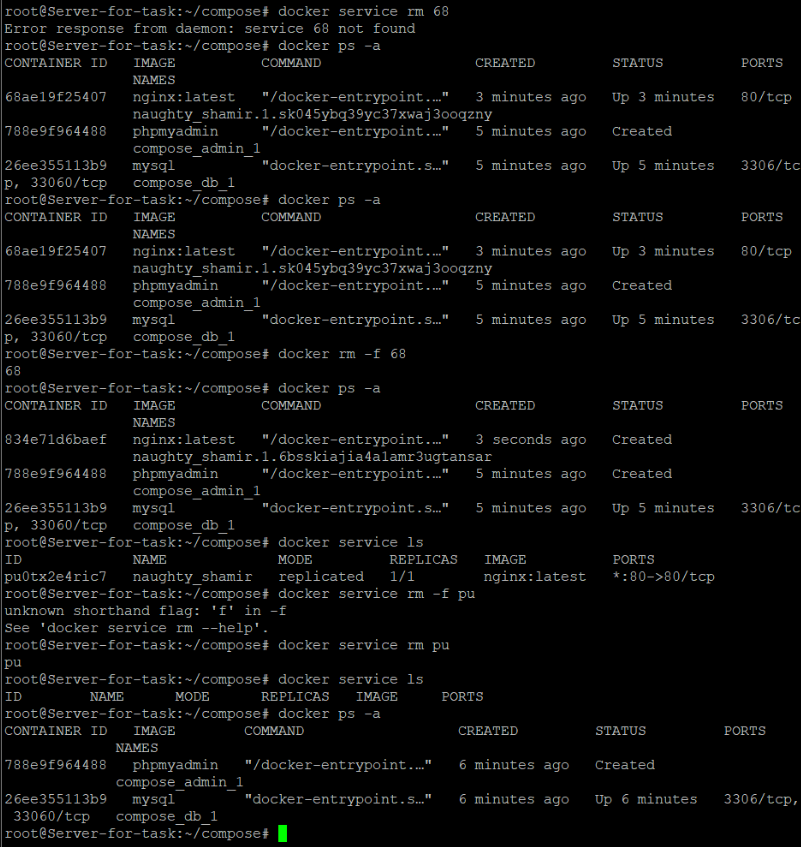 root@Server-for-task:~/compose# docker service rm 68
Error response from daemon: service 68 not found
root@Server-for-task:~/compose# docker ps -a
CONTAINER ID   IMAGE          COMMAND                  CREATED         STATUS         PORTS
               NAMES
68ae19f25407   nginx:latest   "/docker-entrypoint.…"   3 minutes ago   Up 3 minutes   80/tcp
               naughty_shamir.1.sk045ybq39yc37xwaj3ooqzny
788e9f964488   phpmyadmin     "/docker-entrypoint.…"   5 minutes ago   Created
               compose_admin_1
26ee355113b9   mysql          "docker-entrypoint.s…"   5 minutes ago   Up 5 minutes   3306/tc
p, 33060/tcp   compose_db_1
root@Server-for-task:~/compose# docker ps -a
CONTAINER ID   IMAGE          COMMAND                  CREATED         STATUS         PORTS
               NAMES
68ae19f25407   nginx:latest   "/docker-entrypoint.…"   3 minutes ago   Up 3 minutes   80/tcp
               naughty_shamir.1.sk045ybq39yc37xwaj3ooqzny
788e9f964488   phpmyadmin     "/docker-entrypoint.…"   5 minutes ago   Created
               compose_admin_1
26ee355113b9   mysql          "docker-entrypoint.s…"   5 minutes ago   Up 5 minutes   3306/tc
p, 33060/tcp   compose_db_1
root@Server-for-task:~/compose# docker rm -f 68
68
root@Server-for-task:~/compose# docker ps -a
CONTAINER ID   IMAGE          COMMAND                  CREATED         STATUS         PORTS
               NAMES
834e71d6baef   nginx:latest   "/docker-entrypoint.…"   3 seconds ago   Created
               naughty_shamir.1.6bsskiajia4a1amr3ugtansar
788e9f964488   phpmyadmin     "/docker-entrypoint.…"   5 minutes ago   Created
               compose_admin_1
26ee355113b9   mysql          "docker-entrypoint.s…"   5 minutes ago   Up 5 minutes   3306/tc
p, 33060/tcp   compose_db_1
root@Server-for-task:~/compose# docker service ls
ID             NAME             MODE         REPLICAS   IMAGE          PORTS
pu0tx2e4ric7   naughty_shamir   replicated   1/1        nginx:latest   *:80->80/tcp
root@Server-for-task:~/compose# docker service rm -f pu
unknown shorthand flag: 'f' in -f
See 'docker service rm --help'.
root@Server-for-task:~/compose# docker service rm pu
pu
root@Server-for-task:~/compose# docker service ls
ID        NAME      MODE      REPLICAS   IMAGE     PORTS
root@Server-for-task:~/compose# docker ps -a
CONTAINER ID   IMAGE        COMMAND                  CREATED         STATUS         PORTS
             NAMES
788e9f964488   phpmyadmin   "/docker-entrypoint.…"   6 minutes ago   Created
             compose_admin_1
26ee355113b9   mysql        "docker-entrypoint.s…"   6 minutes ago   Up 6 minutes   3306/tcp,
 33060/tcp   compose_db_1
root@Server-for-task:~/compose#